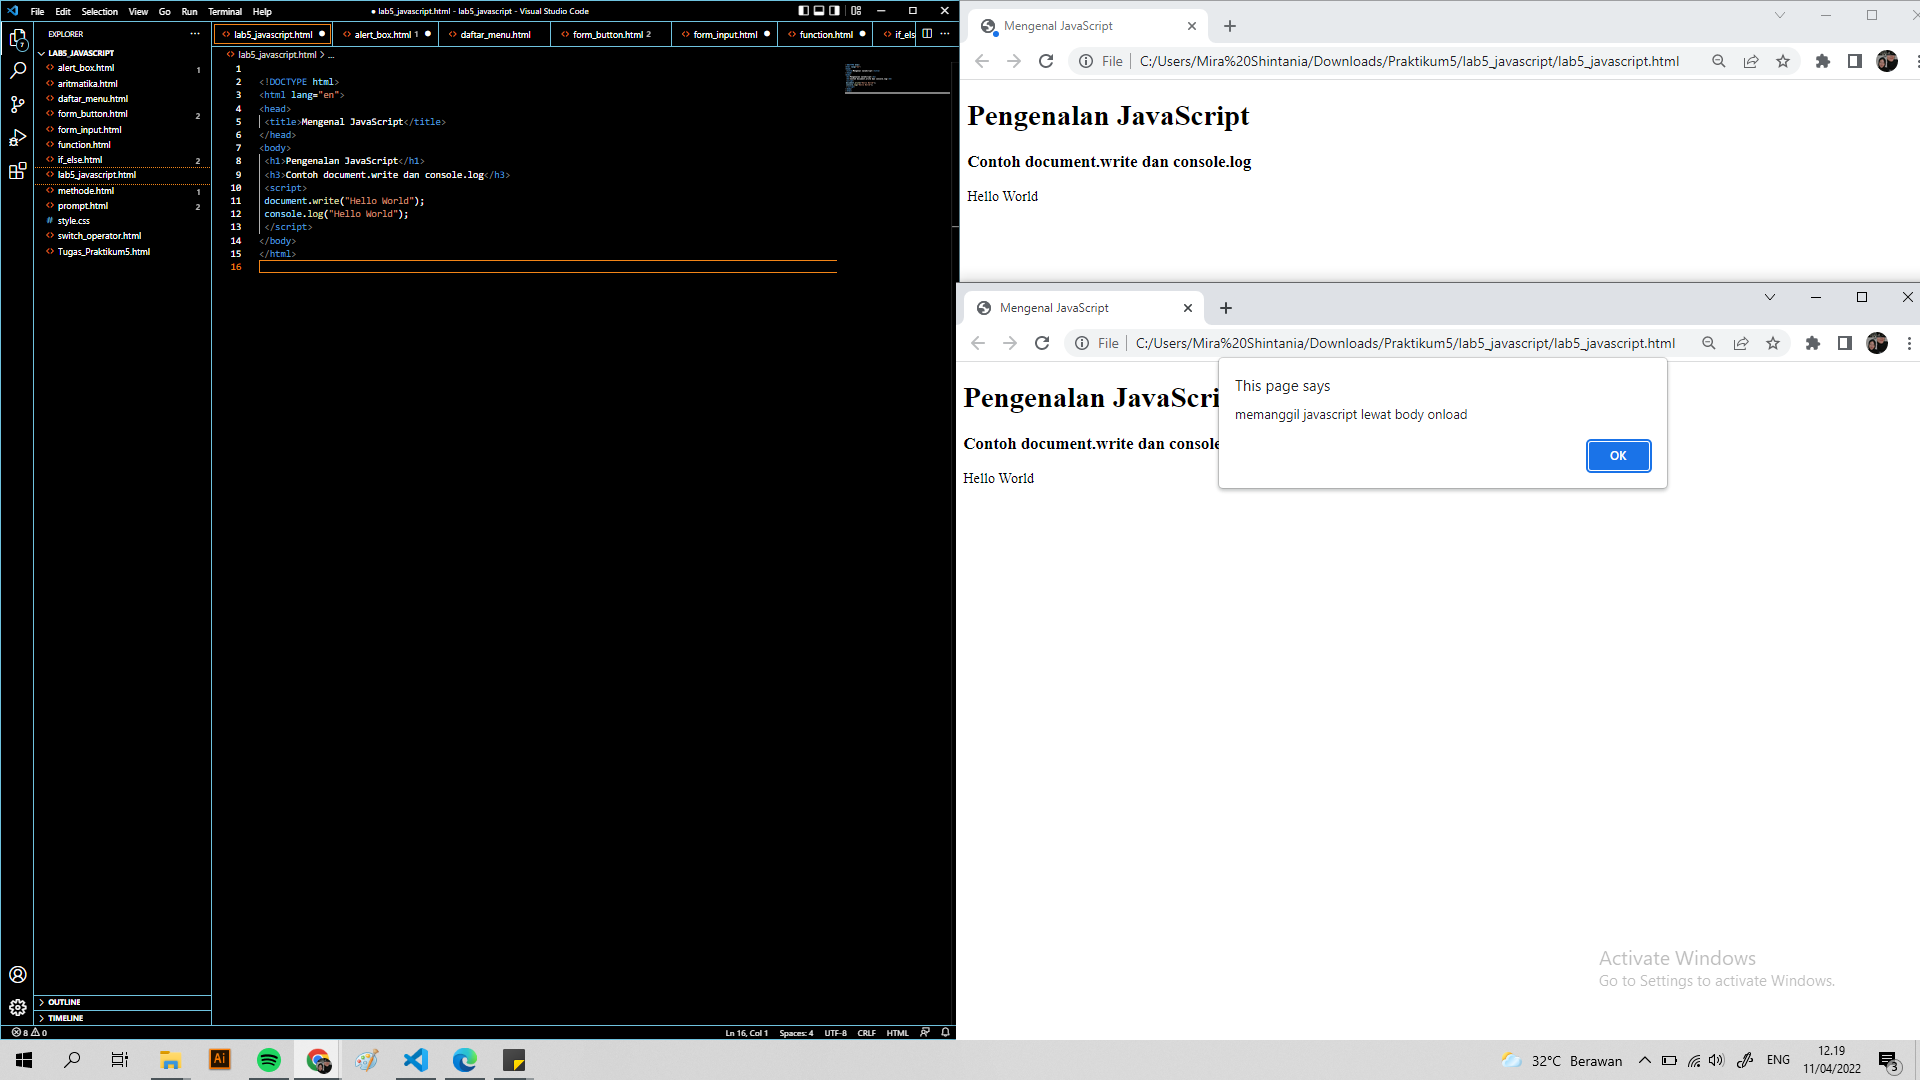 File Edit Selection View Go Run Terminal Help
● lab5_javascript.html - lab5_javascript - Visual Studio Code
EXPLORER
LAB5_JAVASCRIPT
alert_box.html 1
aritmatika.html
daftar_menu.html
form_button.html 2
form_input.html
function.html
if_else.html 2
lab5_javascript.html
methode.html 1
prompt.html 2
# style.css
switch_operator.html
Tugas_Praktikum5.html
OUTLINE
TIMELINE
7
lab5_javascript.html alert_box.html 1 daftar_menu.html form_button.html 2 form_input.html function.html if_els
lab5_javascript.html > ...
1
2 <!DOCTYPE html>
3 <html lang="en">
4 <head>
5 <title>Mengenal JavaScript</title>
6 </head>
7 <body>
8 <h1>Pengenalan JavaScript</h1>
9 <h3>Contoh document.write dan console.log</h3>
10 <script>
11 document.write("Hello World");
12 console.log("Hello World");
13 </script>
14 </body>
15 </html>
16
8 0
Ln 16, Col 1 Spaces: 4 UTF-8 CRLF HTML
Mengenal JavaScript
File C:/Users/Mira%20Shintania/Downloads/Praktikum5/lab5_javascript/lab5_javascript.html
Pengenalan JavaScript
Contoh document.write dan console.log
Hello World
Mengenal JavaScript
File C:/Users/Mira%20Shintania/Downloads/Praktikum5/lab5_javascript/lab5_javascript.html
Pengenalan JavaScri
Contoh document.write dan console
Hello World
This page says
memanggil javascript lewat body onload
OK
Activate Windows
Go to Settings to activate Windows.
Ai
32°C Berawan
ENG
12.19
11/04/2022
3